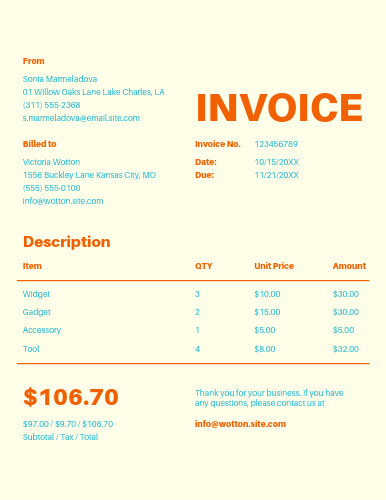 From
Sonia Marmeladova
01 Willow Oaks Lane Lake Charles, LA
(311) 555-2368
s.marmeladova@email.site.com
INVOICE
Billed to
Victoria Wotton
1556 Buckley Lane Kansas City, MO
(555) 555-0100
info@wotton.site.com
Invoice No. 123456789
Date: 10/15/20XX
Due: 11/21/20XX
Description
Item QTY Unit Price Amount
Widget 3 $10.00 $30.00
Gadget 2 $15.00 $30.00
Accessory 1 $5.00 $5.00
Tool 4 $8.00 $32.00
$106.70
$97.00 / $9.70 / $106.70
Subtotal / Tax / Total
Thank you for your business. If you have
any questions, please contact us at
info@wotton.site.com